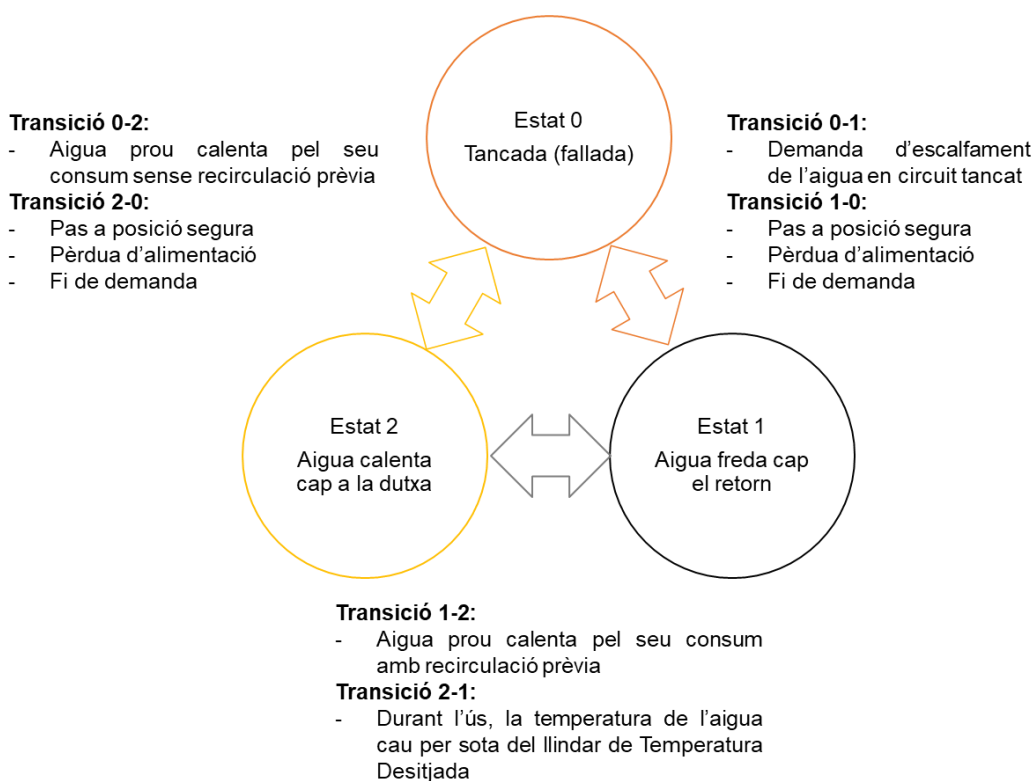 Estat 0
Tancada (fallada)
Transició 0-2:
- Aigua prou calenta pel seu
consum sense recirculació prèvia
Transició 2-0:
- Pas a posició segura
- Pèrdua d’alimentació
- Fi de demanda
Transició 0-1:
- Demanda d’escalfament
de l’aigua en circuit tancat
Transició 1-0:
- Pas a posició segura
- Pèrdua d’alimentació
- Fi de demanda
Estat 2
Aigua calenta
cap a la dutxa
Estat 1
Aigua freda cap
el retorn
Transició 1-2:
- Aigua prou calenta pel seu consum
amb recirculació prèvia
Transició 2-1:
- Durant l’ús, la temperatura de l’aigua
cau per sota del llindar de Temperatura
Desitjada